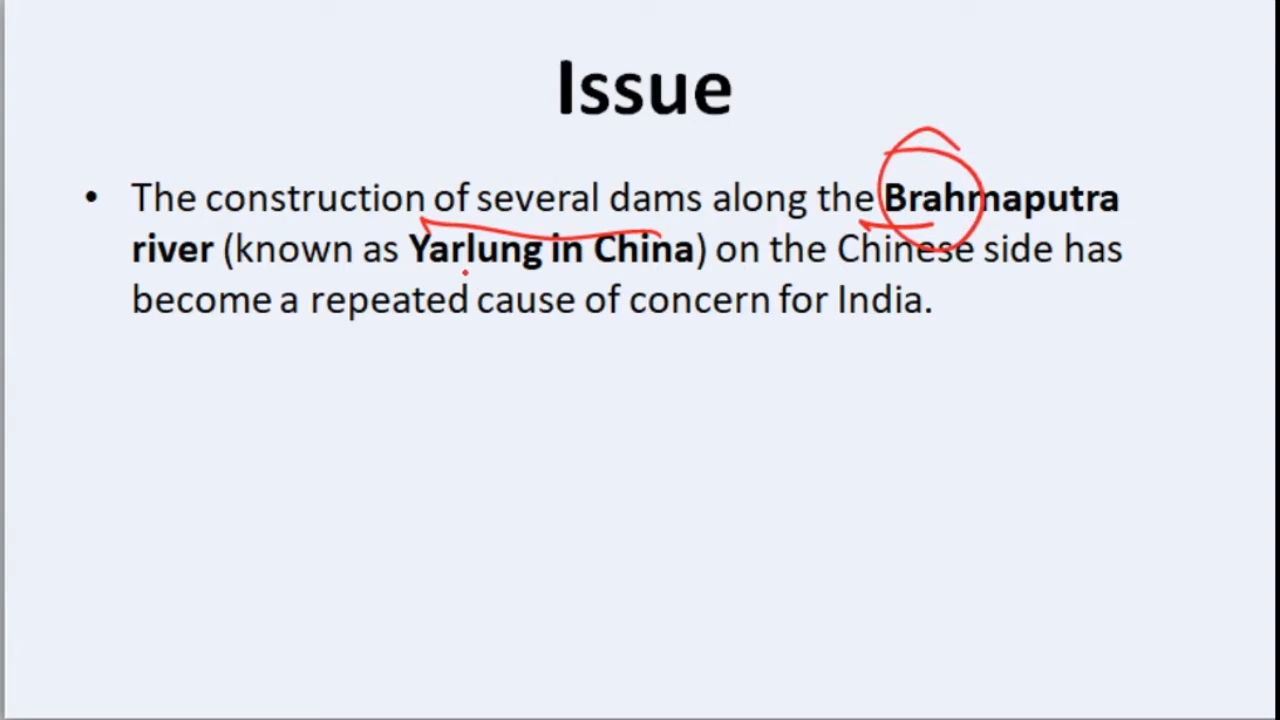 Issue
• The construction of several dams along the Brahmaputra
river (known as Yarlung in China) on the Chinese side has
become a repeated cause of concern for India.